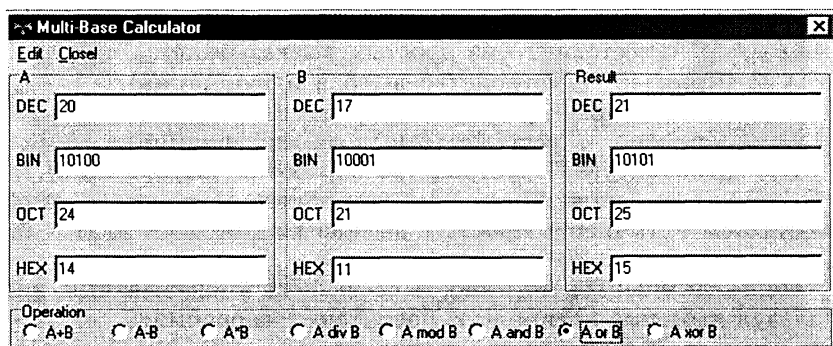 Multi-Base Calculator
Edit Close!
A B Result
DEC 20 DEC 17 DEC 21
BIN 10100 BIN 10001 BIN 10101
OCT 24 OCT 21 OCT 25
HEX 14 HEX 11 HEX 15
Operation
A+B A-B A*B A div B A mod B A and B A or B A xor B